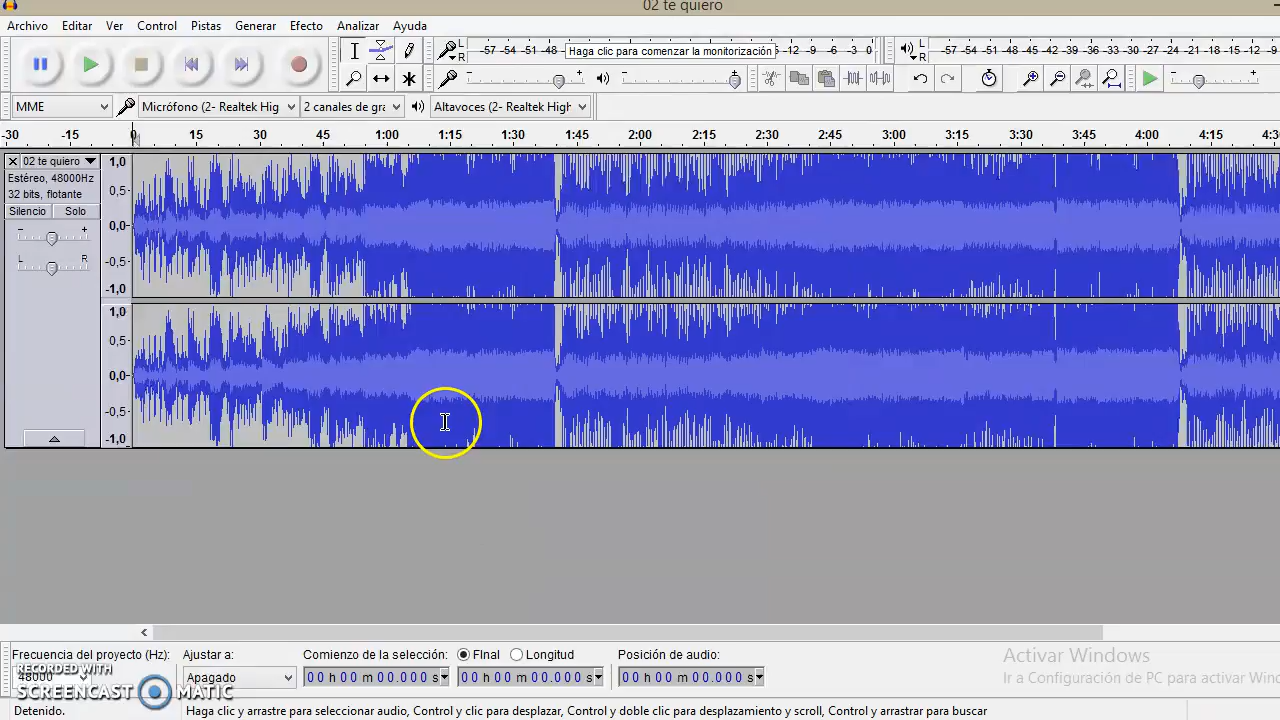 02 te quiero
Archivo Editar Ver Control Pistas Generar Efecto Analizar Ayuda
L R -57 -54 -51 -48 Haga clic para comenzar la monitorización -12 -9 -6 -3 0 L R -57 -54 -51 -48 -45 -42 -39 -36 -33 -30 -27 -24 -21 -18 -15 -12
MME Micrófono (2- Realtek Hig 2 canales de gra Altavoces (2- Realtek High
-30 -15 0 15 30 45 1:00 1:15 1:30 1:45 2:00 2:15 2:30 2:45 3:00 3:15 3:30 3:45 4:00 4:15 4:3
02 te quiero
Estéreo, 48000Hz
32 bits, flotante
Silencio Solo
- +
L R
1,0
0,5
0,0
-0,5
-1,0
1,0
0,5
0,0
-0,5
-1,0
Frecuencia del proyecto (Hz): Ajustar a: Comienzo de la selección: FInal Longitud Posición de audio:
48000 Apagado 00 h 00 m 00.000 s 00 h 00 m 00.000 s 00 h 00 m 00.000 s
RECORDED WITH
SCREENCAST MATIC
Activar Windows
Ir a Configuración de PC para activar Win
Detenido. Haga clic y arrastre para seleccionar audio, Control y clic para desplazar, Control y doble clic para desplazamiento y scroll, Control y arrastrar para buscar